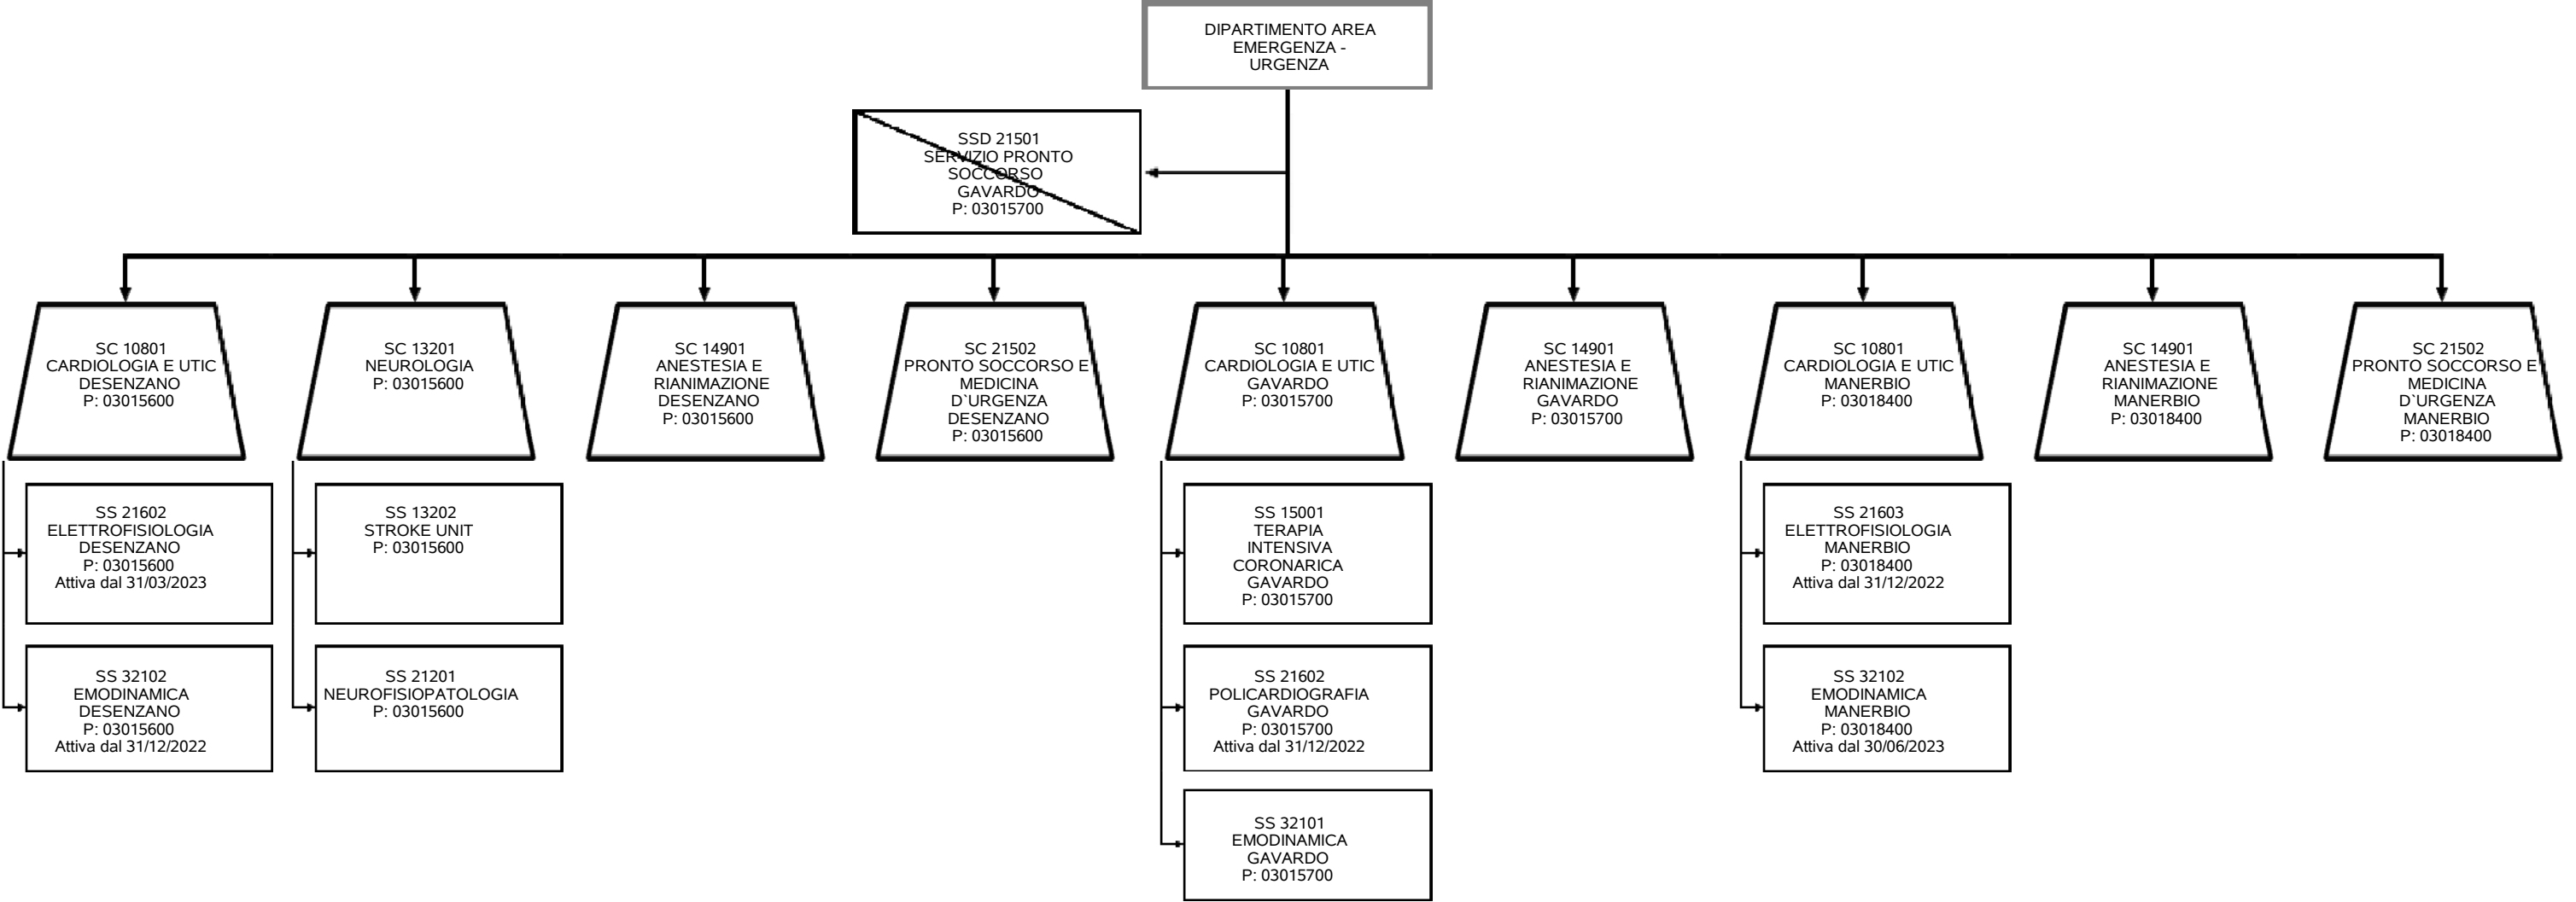 DIPARTIMENTO AREA
EMERGENZA -
URGENZA
SSD 21501
SERVIZIO PRONTO
SOCCORSO
GAVARDO
P: 03015700
SC 10801
CARDIOLOGIA E UTIC
DESENZANO
P: 03015600
SC 13201
NEUROLOGIA
P: 03015600
SC 14901
ANESTESIA E
RIANIMAZIONE
DESENZANO
P: 03015600
SC 21502
PRONTO SOCCORSO E
MEDICINA
D`URGENZA
DESENZANO
P: 03015600
SC 10801
CARDIOLOGIA E UTIC
GAVARDO
P: 03015700
SC 14901
ANESTESIA E
RIANIMAZIONE
GAVARDO
P: 03015700
SC 10801
CARDIOLOGIA E UTIC
MANERBIO
P: 03018400
SC 14901
ANESTESIA E
RIANIMAZIONE
MANERBIO
P: 03018400
SC 21502
PRONTO SOCCORSO E
MEDICINA
D`URGENZA
MANERBIO
P: 03018400
SS 21602
ELETTROFISIOLOGIA
DESENZANO
P: 03015600
Attiva dal 31/03/2023
SS 13202
STROKE UNIT
P: 03015600
SS 15001
TERAPIA
INTENSIVA
CORONARICA
GAVARDO
P: 03015700
SS 21603
ELETTROFISIOLOGIA
MANERBIO
P: 03018400
Attiva dal 31/12/2022
SS 32102
EMODINAMICA
DESENZANO
P: 03015600
Attiva dal 31/12/2022
SS 21201
NEUROFISIOPATOLOGIA
P: 03015600
SS 21602
POLICARDIOGRAFIA
GAVARDO
P: 03015700
Attiva dal 31/12/2022
SS 32102
EMODINAMICA
MANERBIO
P: 03018400
Attiva dal 30/06/2023
SS 32101
EMODINAMICA
GAVARDO
P: 03015700